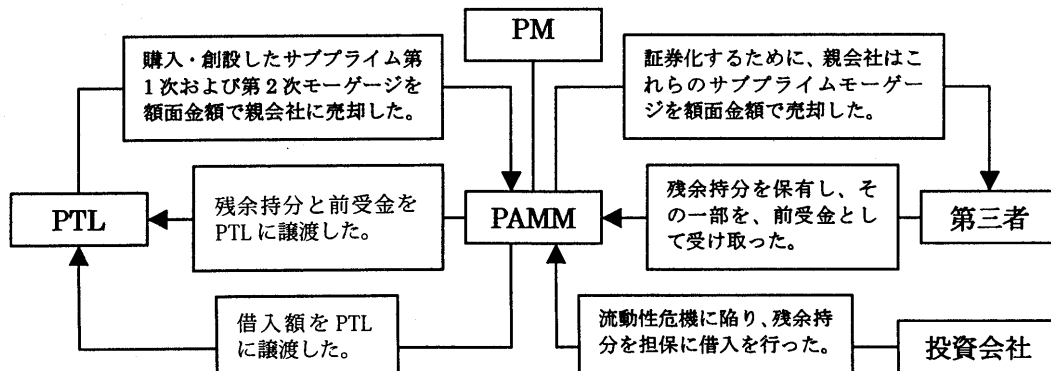 PM
購入・創設したサブプライム第
1次および第2次モーゲージを
額面金額で親会社に売却した。
証券化するために、親会社はこ
れらのサブプライムモーゲー
ジを額面金額で売却した。
PTL
残余持分と前受金を
PTLに譲渡した。
PAMM
残余持分を保有し、そ
の一部を、前受金とし
て受け取った。
第三者
借入額をPTL
に譲渡した。
流動性危機に陥り、残余持
分を担保に借入を行った。
投資会社